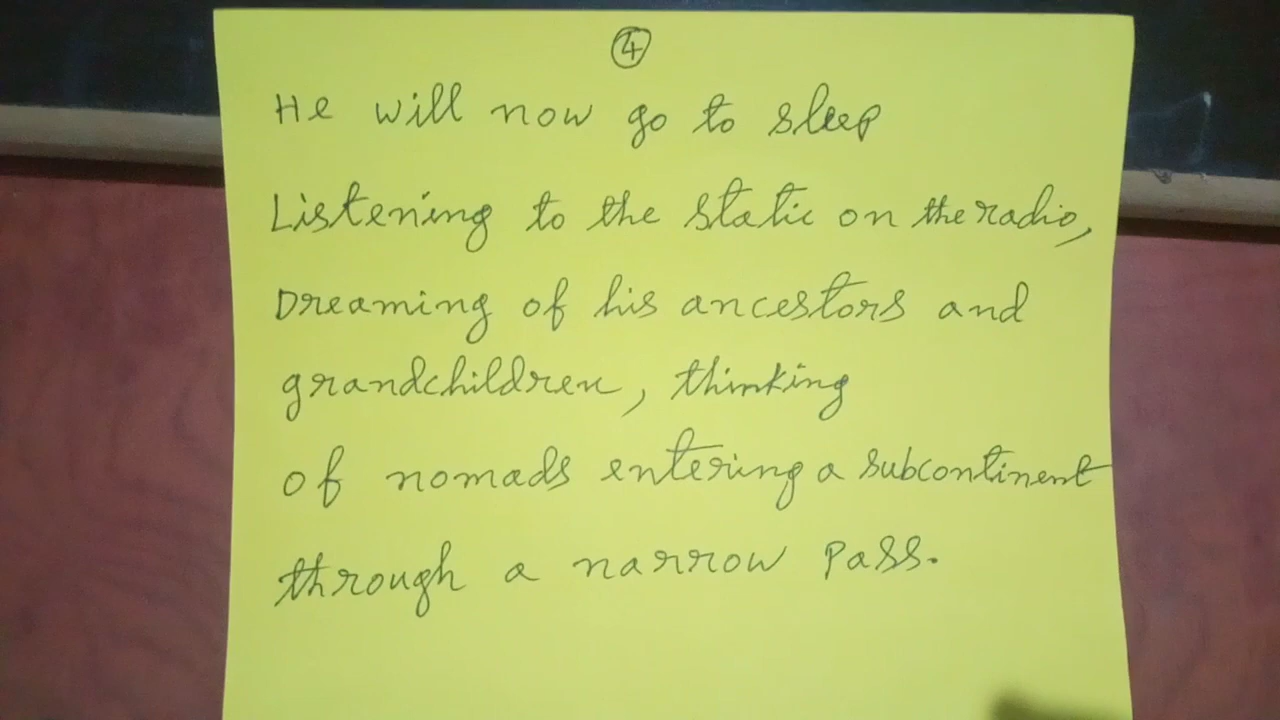 ④
He will now go to sleep
Listening to the static on the radio,
Dreaming of his ancestors and
grandchildren, thinking
of nomads entering a subcontinent
through a narrow pass.